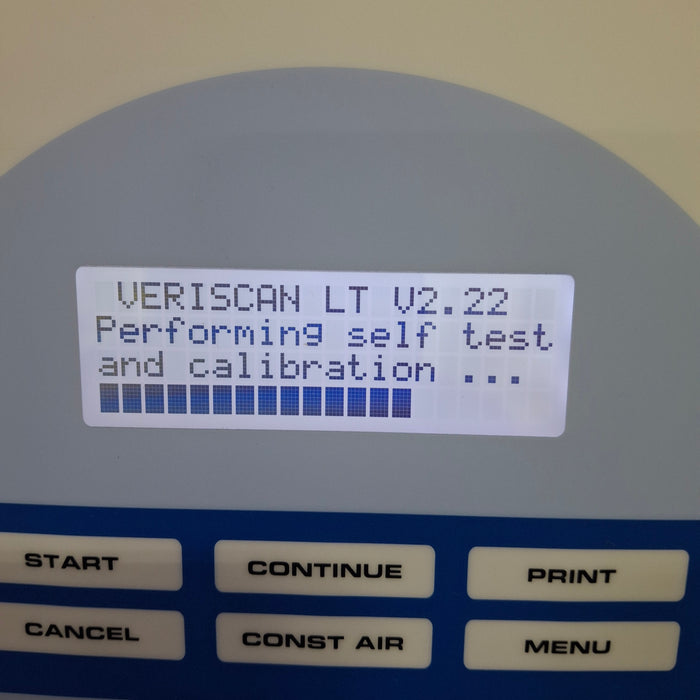 VERISCAN LT V2.22
Performing self test
and calibration ...
START
CONTINUE
PRINT
CANCEL
CONST AIR
MENU